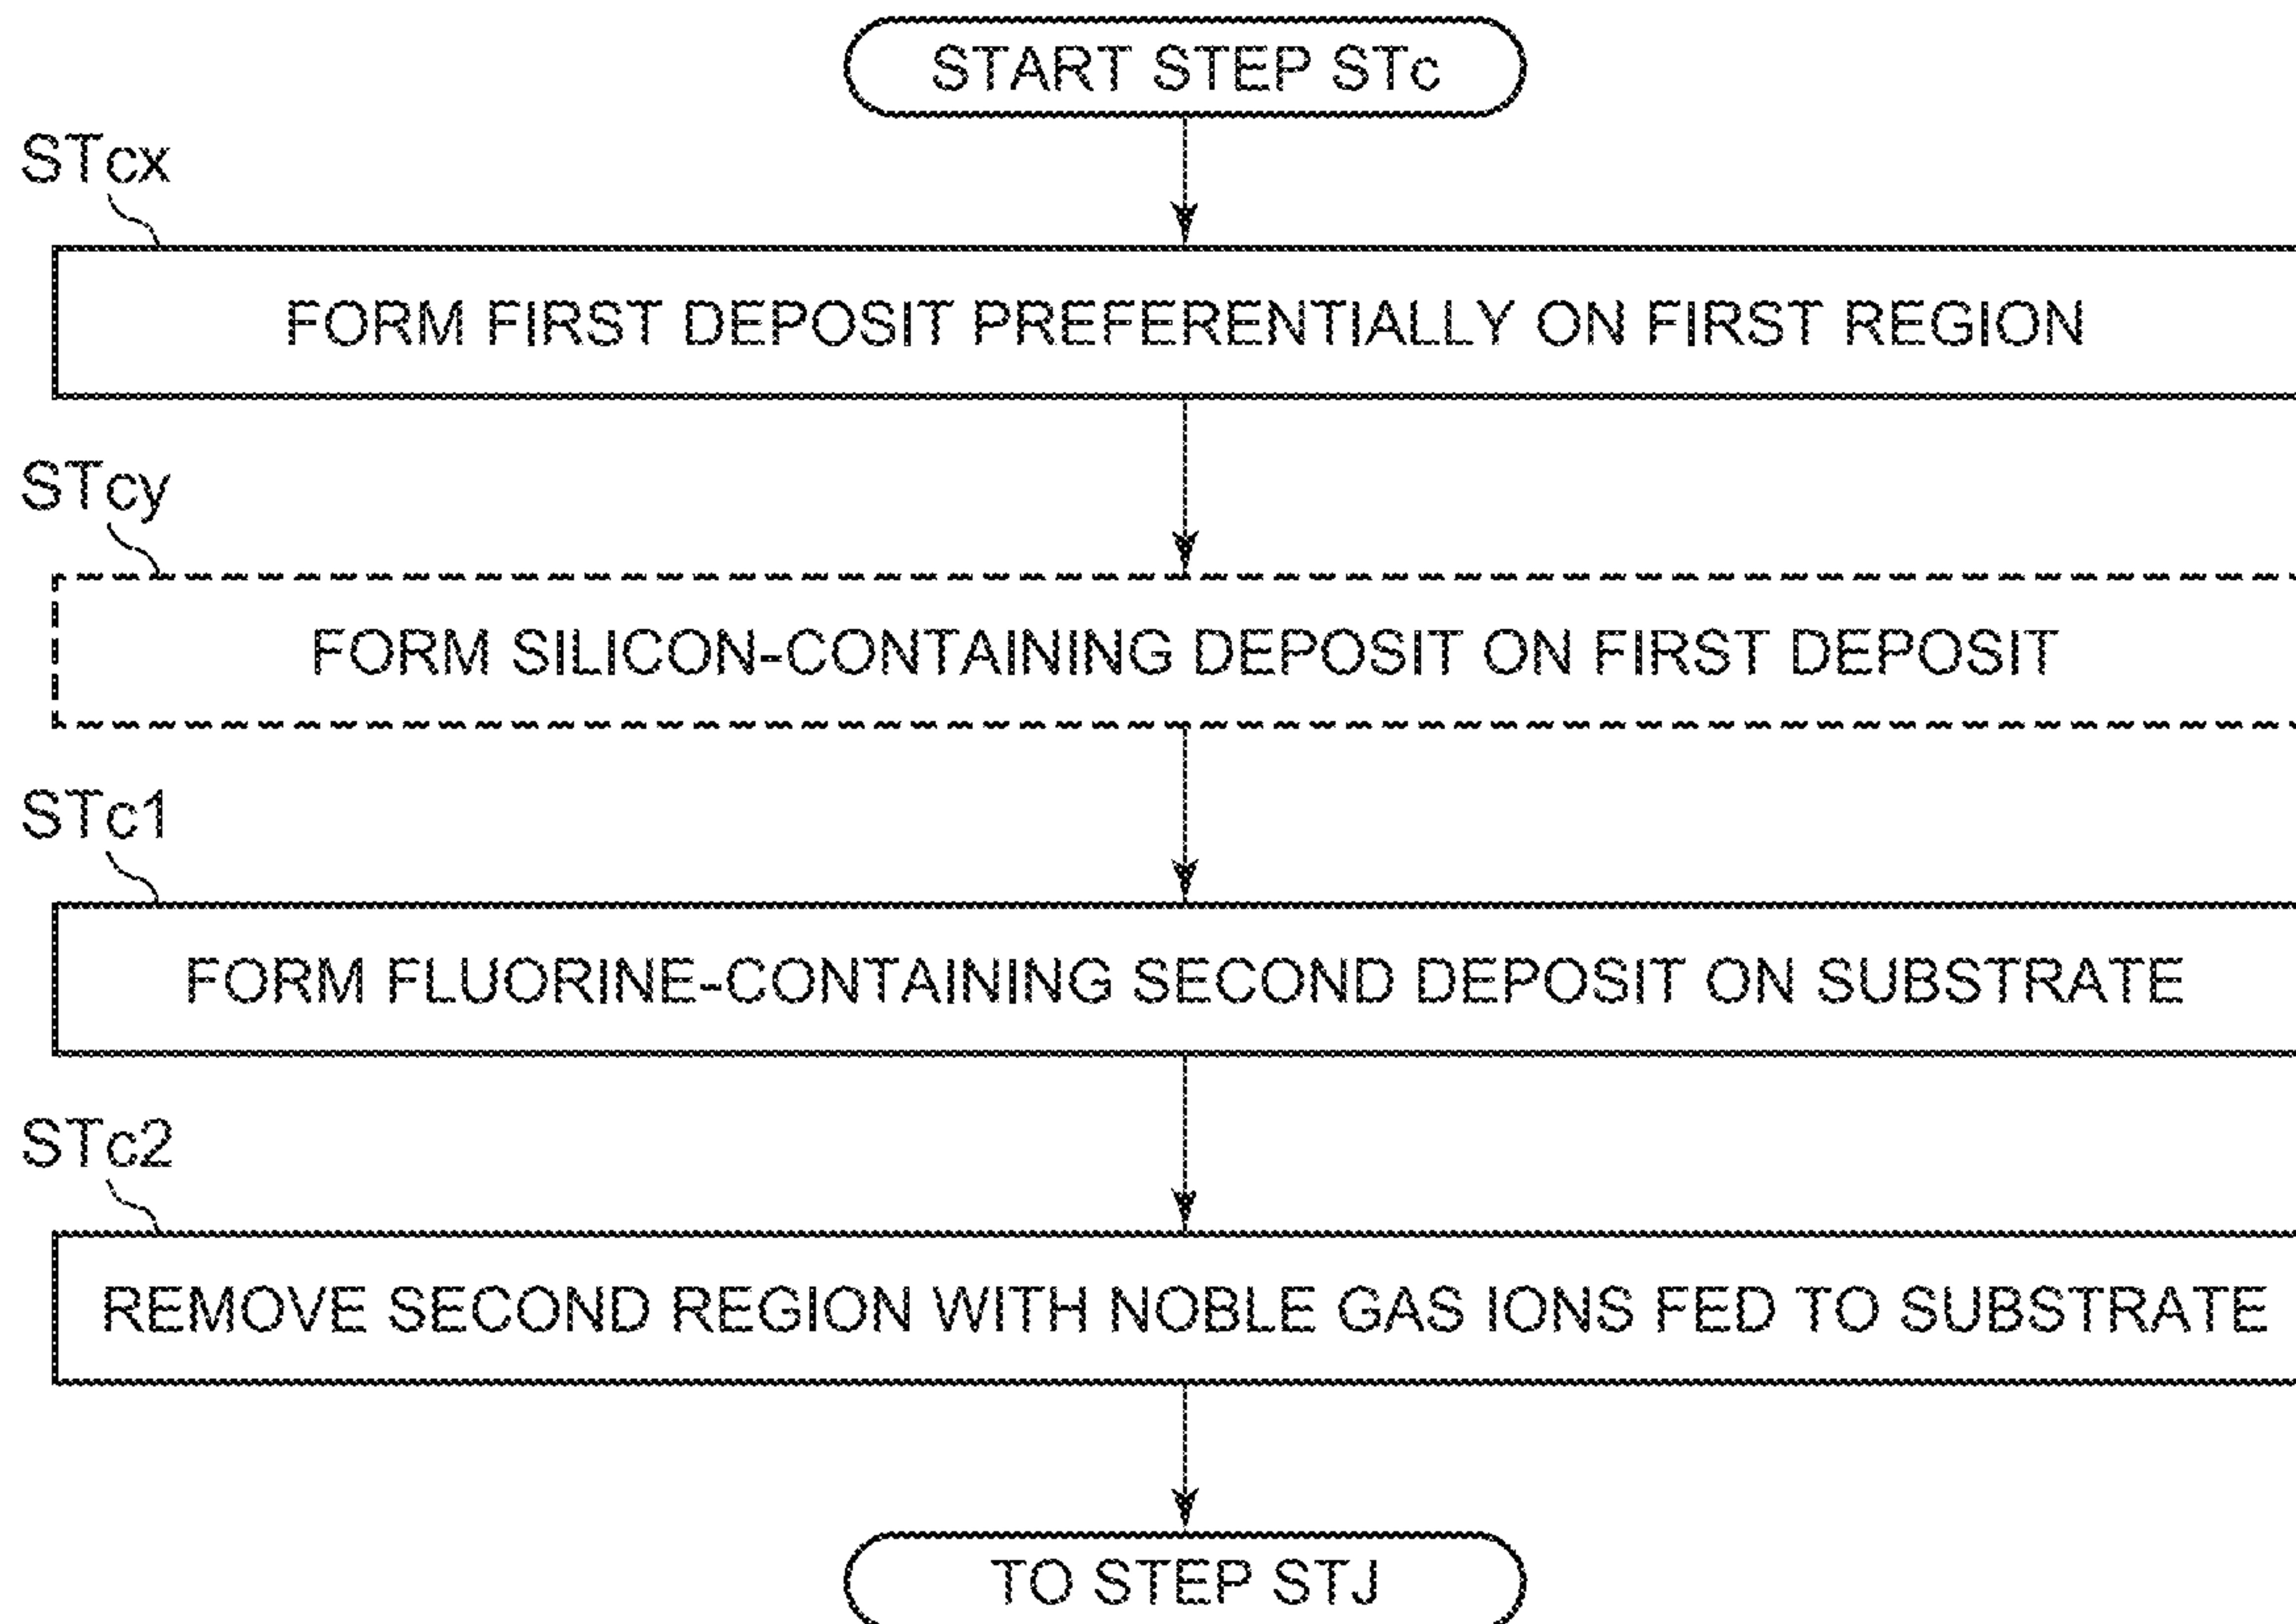 START STEP STc
STcx
FORM FIRST DEPOSIT PREFERENTIALLY ON FIRST REGION
STcy
FORM SILICON-CONTAINING DEPOSIT ON FIRST DEPOSIT
STc1
FORM FLUORINE-CONTAINING SECOND DEPOSIT ON SUBSTRATE
STc2
REMOVE SECOND REGION WITH NOBLE GAS IONS FED TO SUBSTRATE
TO STEP STJ